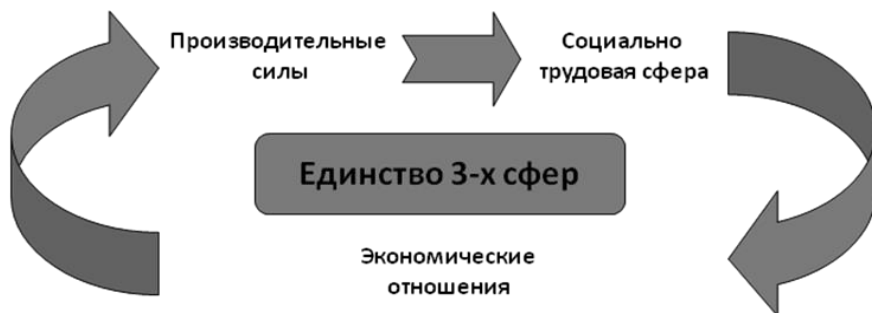 Производительные
силы
Социально
трудовая сфера
Единство 3-х сфер
Экономические
отношения